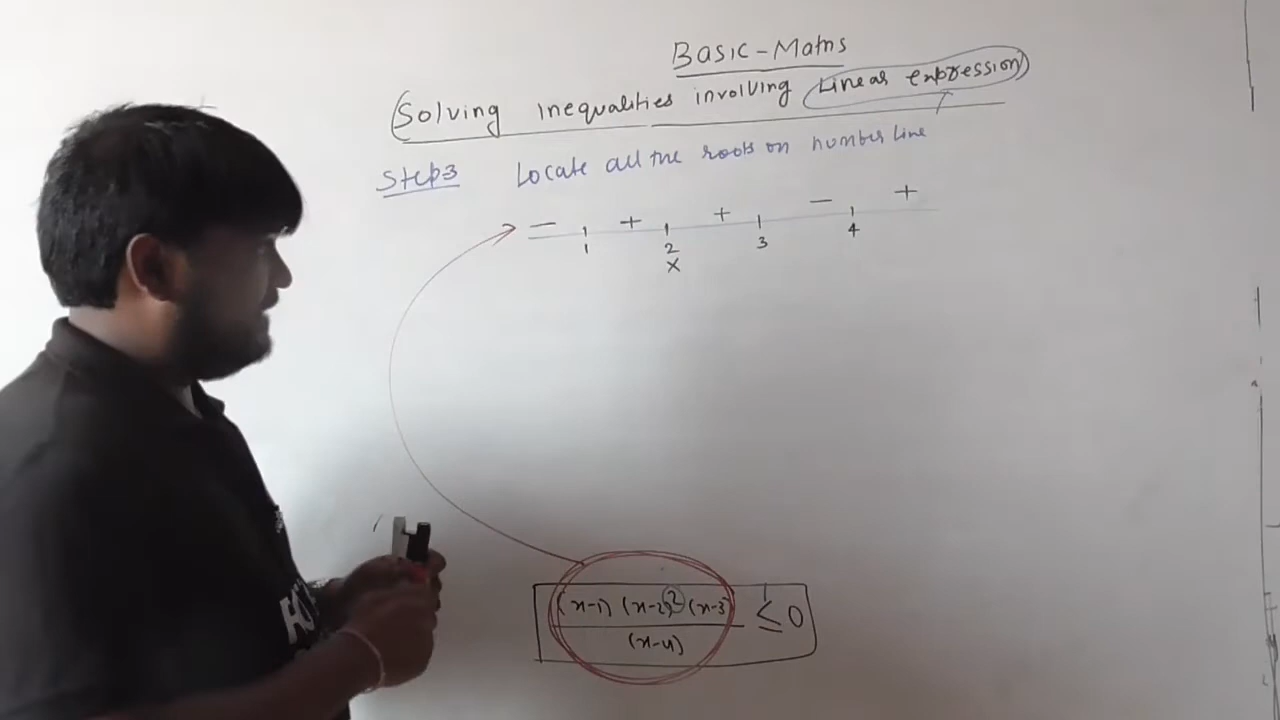 Basic-Maths
(Solving inequalities involving (Linear expression)
Step3 Locate all the roots on number line
− + + − +
1 2 3 4
x
(x-1) (x-2)² (x-3)
(x-4)
≤ 0